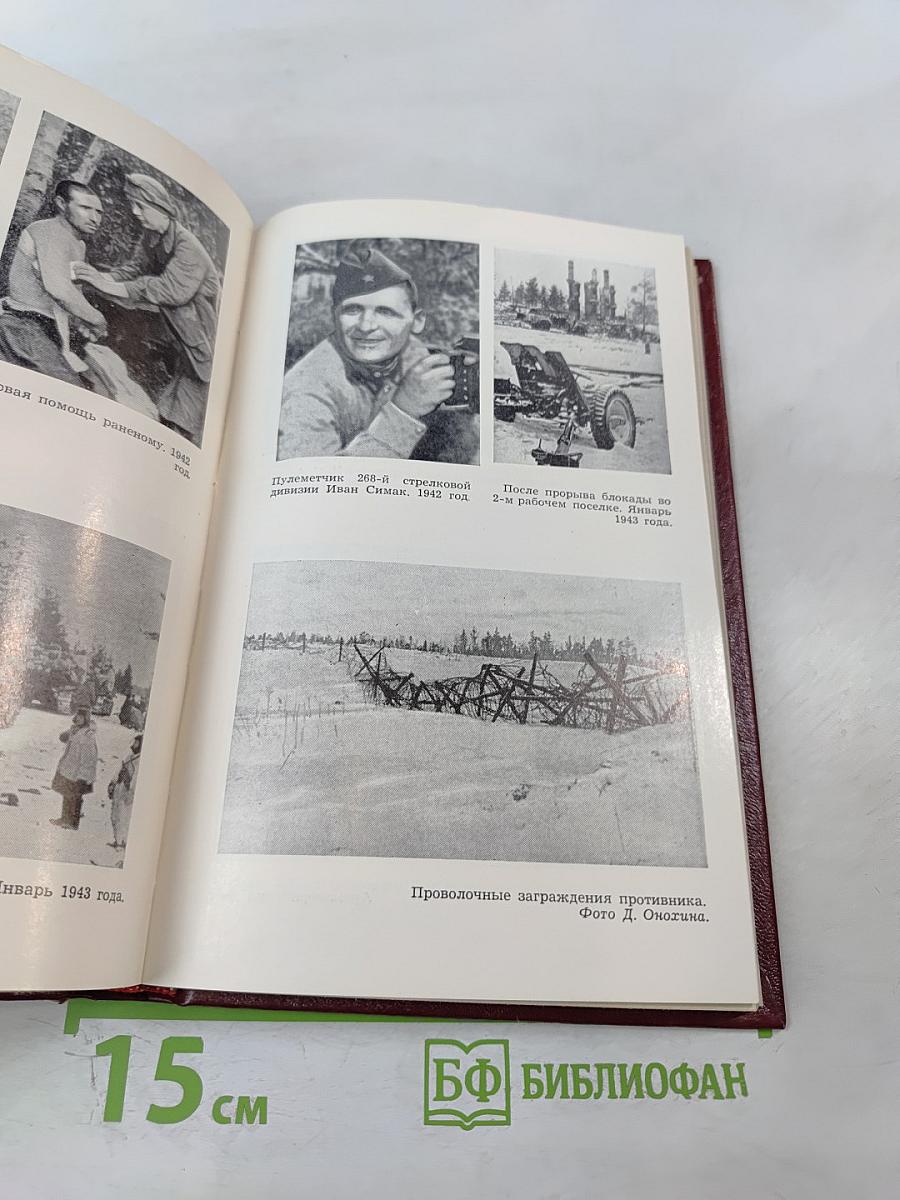 помощь раненому. 1942
год.
Январь 1943 года.
Пулеметчик 268-й стрелковой
дивизии Иван Симак. 1942 год.
После прорыва блокады во
2-м рабочем поселке. Январь
1943 года.
Проволочные заграждения противника.
Фото Д. Онохина.
15 см
БФ БИБЛИОФАН